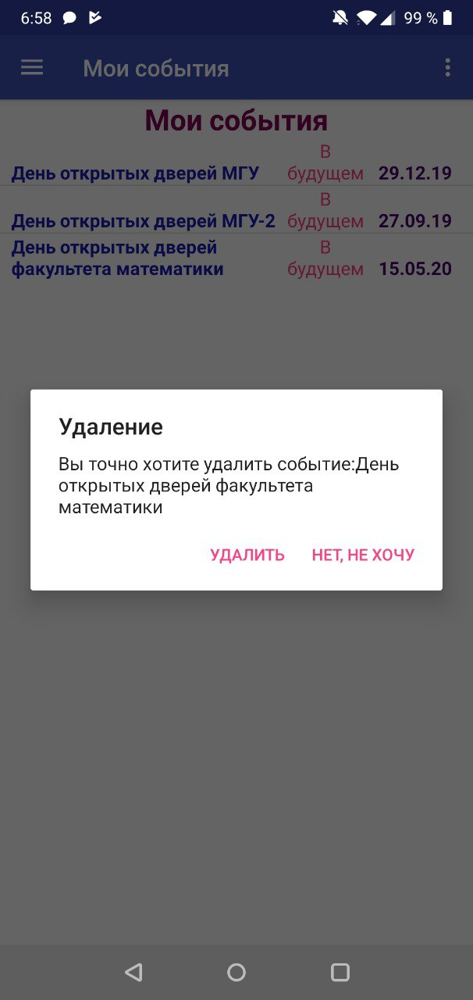 6:58
99 %
Мои события
Мои события
В
День открытых дверей МГУ будущем 29.12.19
В
День открытых дверей МГУ-2 будущем 27.09.19
День открытых дверей В
факультета математики будущем 15.05.20
Удаление
Вы точно хотите удалить событие:День
открытых дверей факультета
математики
УДАЛИТЬ НЕТ, НЕ ХОЧУ